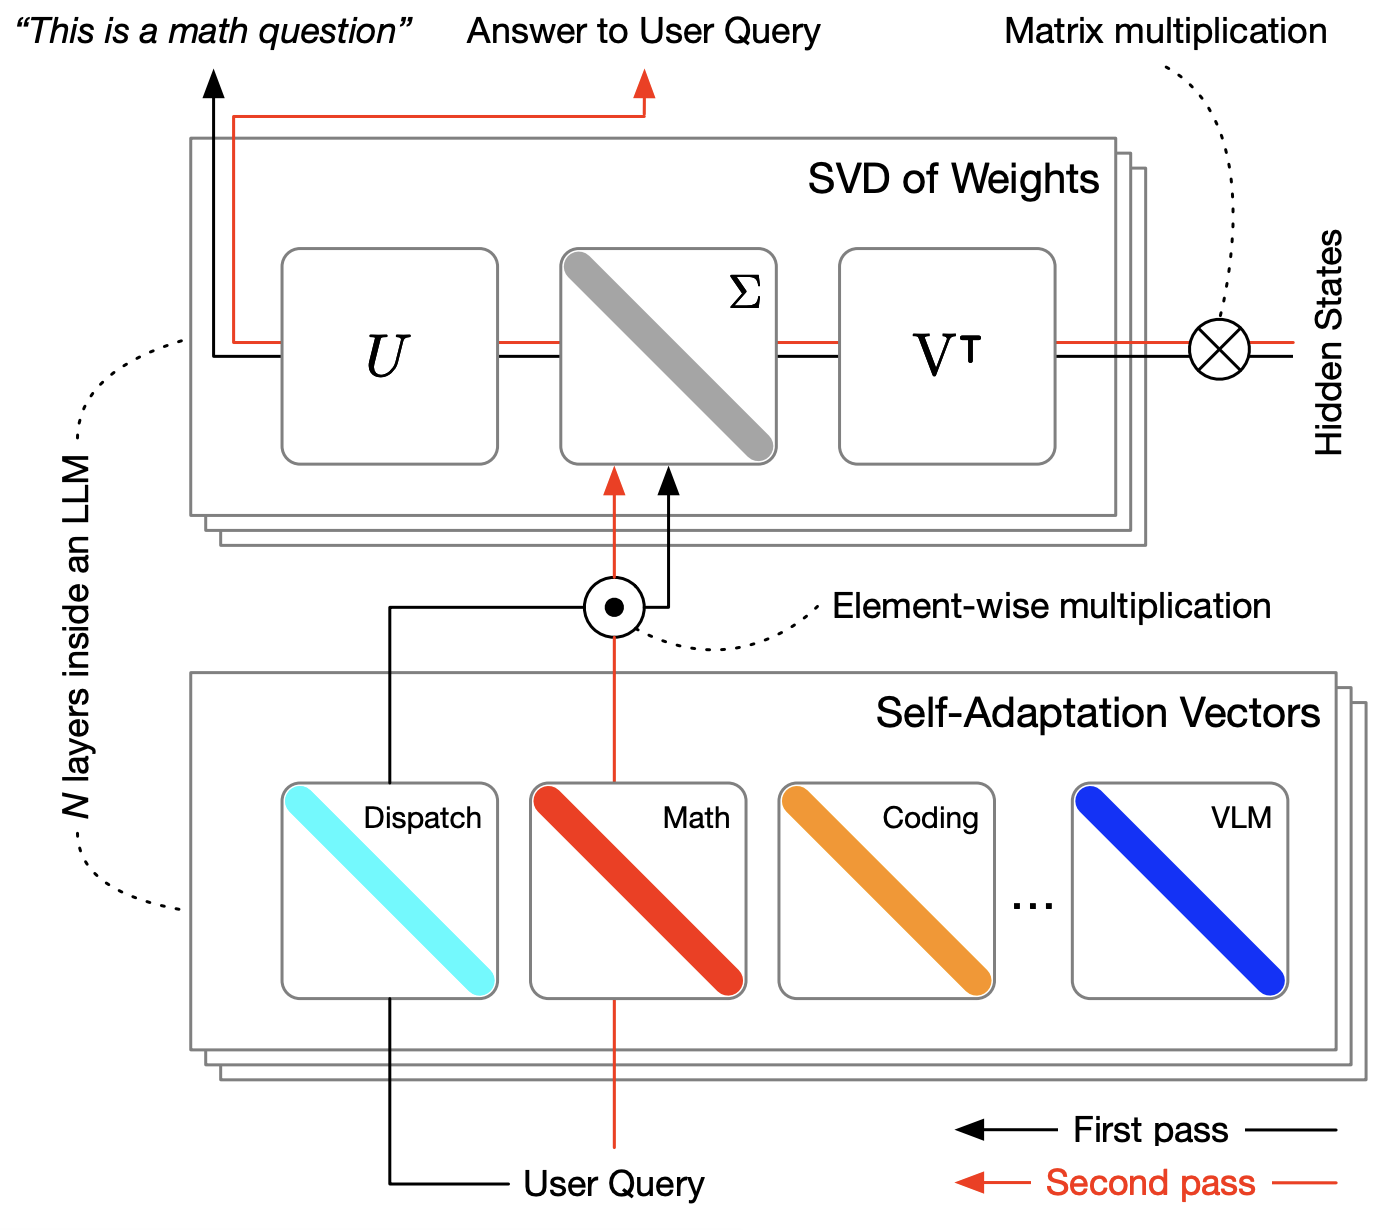 “This is a math question”
Answer to User Query
Matrix multiplication
SVD of Weights
U
Σ
Vᵀ
Hidden States
N layers inside an LLM
Element-wise multiplication
Self-Adaptation Vectors
Dispatch
Math
Coding
...
VLM
First pass
User Query
Second pass